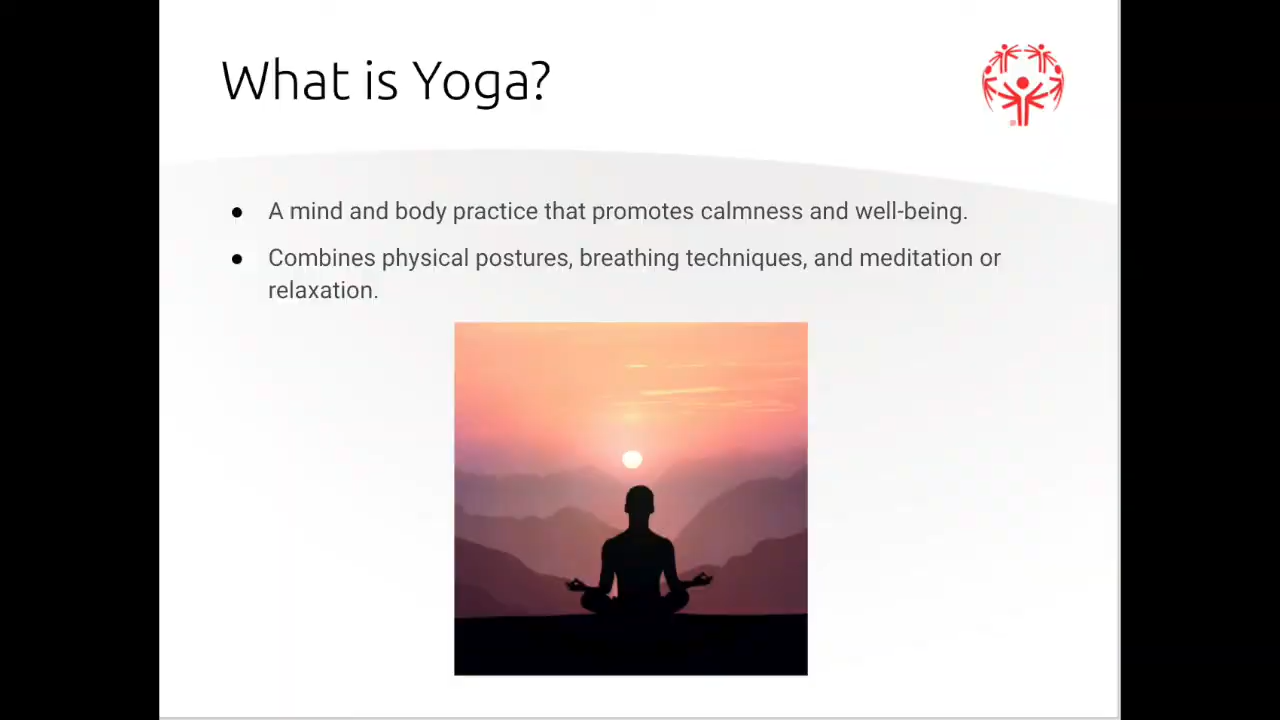 What is Yoga?
● A mind and body practice that promotes calmness and well-being.
● Combines physical postures, breathing techniques, and meditation or
relaxation.